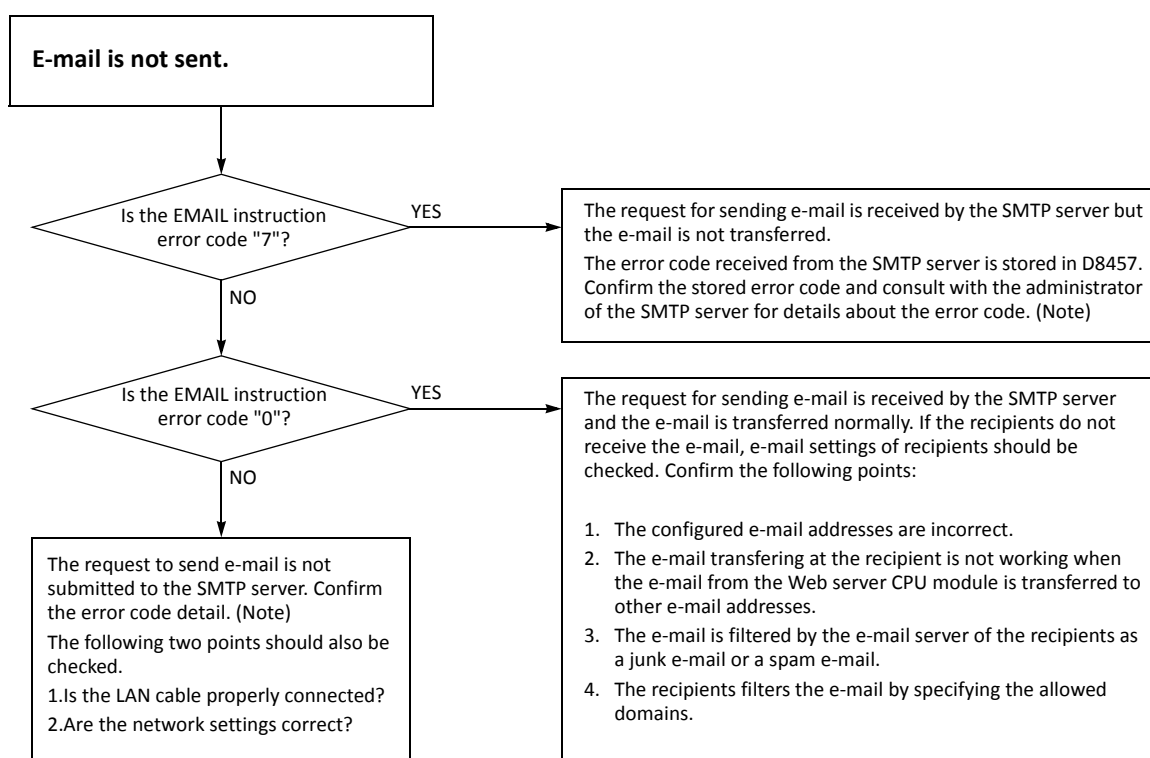 E-mail is not sent.
Is the EMAIL instruction
error code "7"?
YES
The request for sending e-mail is received by the SMTP server but
the e-mail is not transferred.
The error code received from the SMTP server is stored in D8457.
Confirm the stored error code and consult with the administrator
of the SMTP server for details about the error code. (Note)
NO
Is the EMAIL instruction
error code "0"?
YES
The request for sending e-mail is received by the SMTP server
and the e-mail is transferred normally. If the recipients do not
receive the e-mail, e-mail settings of recipients should be
checked. Confirm the following points:
1. The configured e-mail addresses are incorrect.
2. The e-mail transfering at the recipient is not working when
the e-mail from the Web server CPU module is transferred to
other e-mail addresses.
3. The e-mail is filtered by the e-mail server of the recipients as
a junk e-mail or a spam e-mail.
4. The recipients filters the e-mail by specifying the allowed
domains.
NO
The request to send e-mail is not
submitted to the SMTP server. Confirm
the error code detail. (Note)
The following two points should also be
checked.
1.Is the LAN cable properly connected?
2.Are the network settings correct?